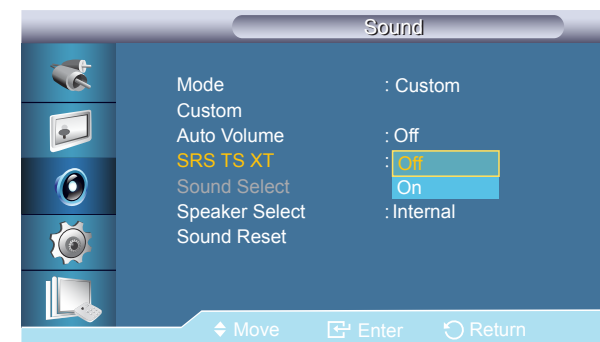 Sound
Mode : Custom
Custom
Auto Volume : Off
SRS TS XT : Off
On
Sound Select
Speaker Select : Internal
Sound Reset
Move Enter Return